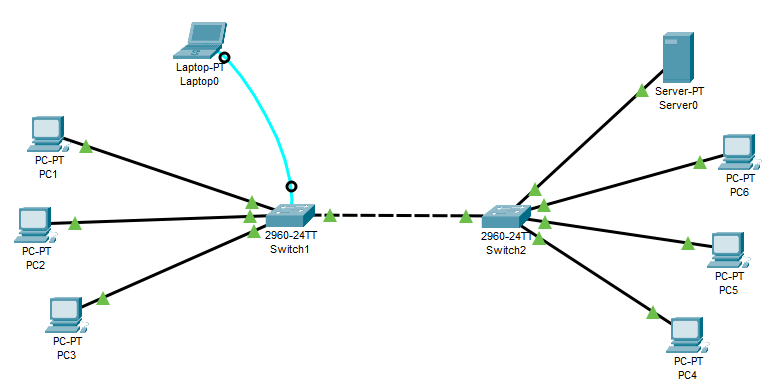 Laptop-PT
Laptop0
Server-PT
Server0
PC-PT
PC1
PC-PT
PC6
PC-PT
PC2
2960-24TT
Switch1
2960-24TT
Switch2
PC-PT
PC5
PC-PT
PC3
PC-PT
PC4